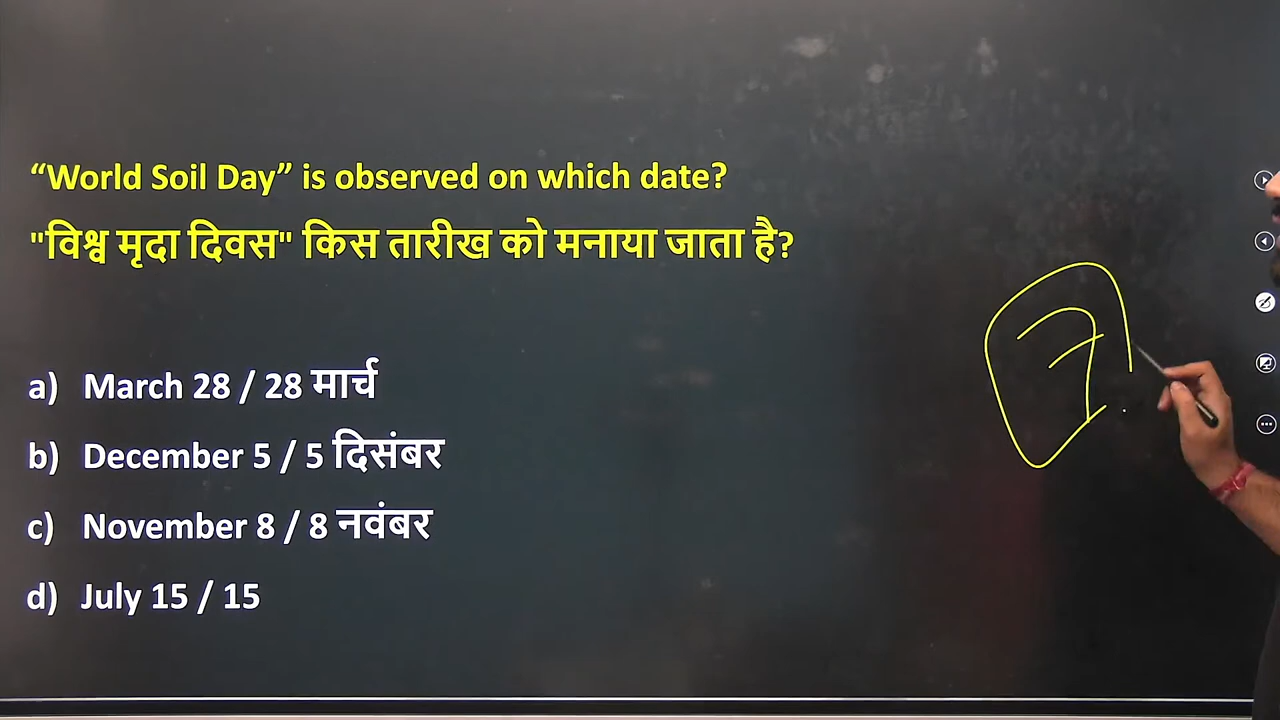 “World Soil Day” is observed on which date?
"विश्व मृदा दिवस" किस तारीख को मनाया जाता है?
a) March 28 / 28 मार्च
b) December 5 / 5 दिसंबर
c) November 8 / 8 नवंबर
d) July 15 / 15
7